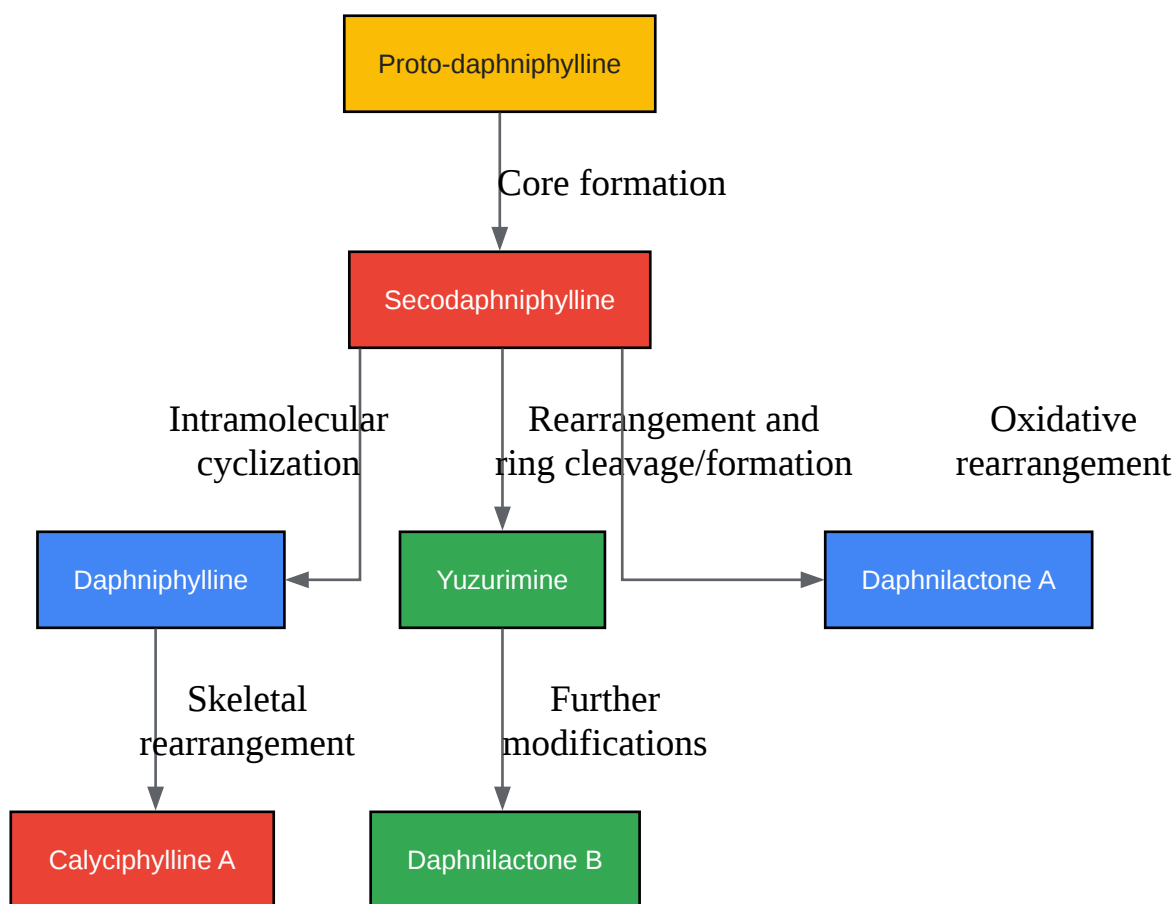 Proto-daphniphylline
Core formation
Secodaphniphylline
Intramolecular
cyclization
Rearrangement and
ring cleavage/formation
Oxidative
rearrangement
Daphniphylline
Yuzurimine
Daphnilactone A
Skeletal
rearrangement
Further
modifications
Calyciphylline A
Daphnilactone B